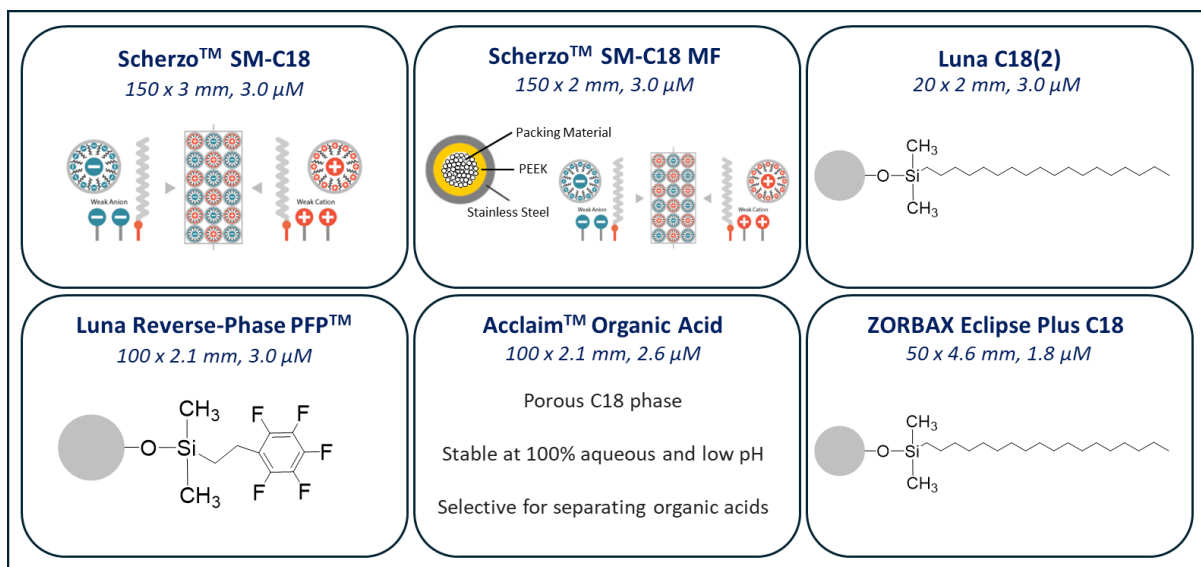 Scherzo™ SM-C18
150 x 3 mm, 3.0 µM
Weak Anion
Weak Cation
Scherzo™ SM-C18 MF
150 x 2 mm, 3.0 µM
Packing Material
PEEK
Stainless Steel
Weak Anion
Weak Cation
Luna C18(2)
20 x 2 mm, 3.0 µM
CH3
O Si
CH3
Luna Reverse-Phase PFP™
100 x 2.1 mm, 3.0 µM
CH3
O Si
CH3
F
F
F
F
F
Acclaim™ Organic Acid
100 x 2.1 mm, 2.6 µM
Porous C18 phase
Stable at 100% aqueous and low pH
Selective for separating organic acids
ZORBAX Eclipse Plus C18
50 x 4.6 mm, 1.8 µM
CH3
O Si
CH3